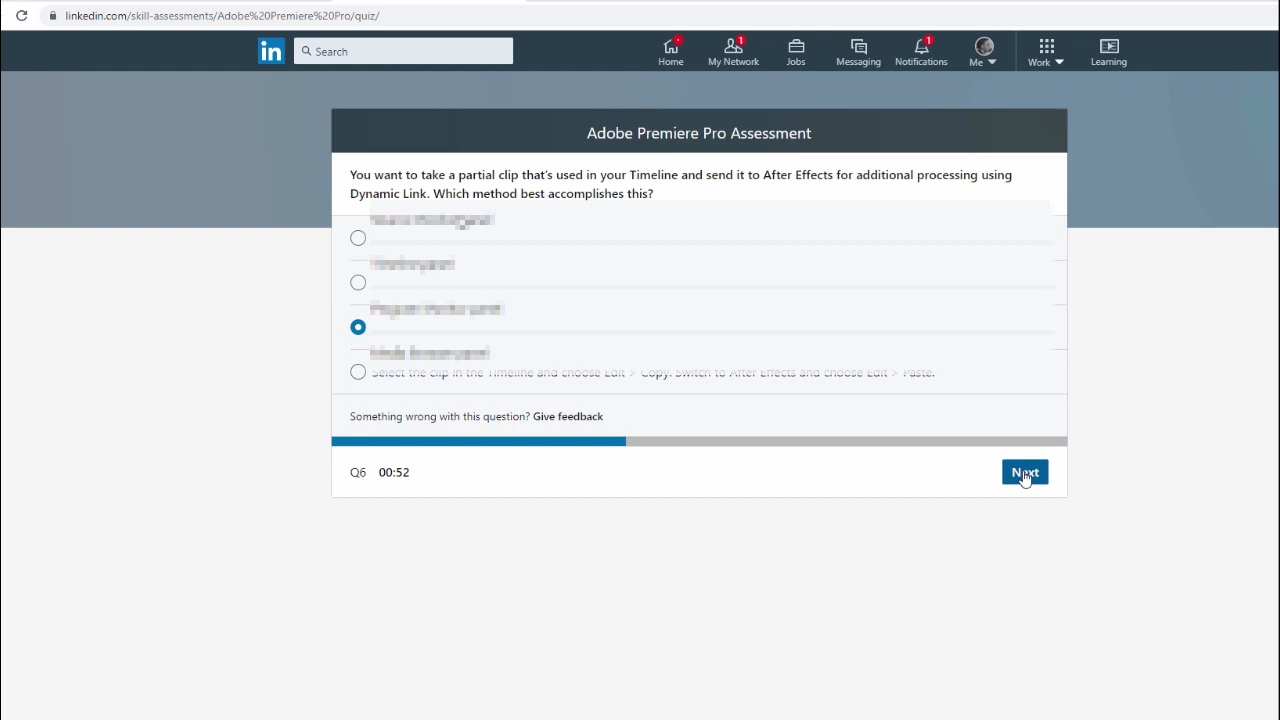 linkedin.com/skill-assessments/Adobe%20Premiere%20Pro/quiz/
in
Search
Home
1
My Network
Jobs
Messaging
1
Notifications
Me
Work
Learning
Adobe Premiere Pro Assessment
You want to take a partial clip that's used in your Timeline and send it to After Effects for additional processing using
Dynamic Link. Which method best accomplishes this?
Select the clip in the Timeline and choose Edit > Copy. Switch to After Effects and choose Edit > Paste.
Something wrong with this question? Give feedback
Q6 00:52
Next